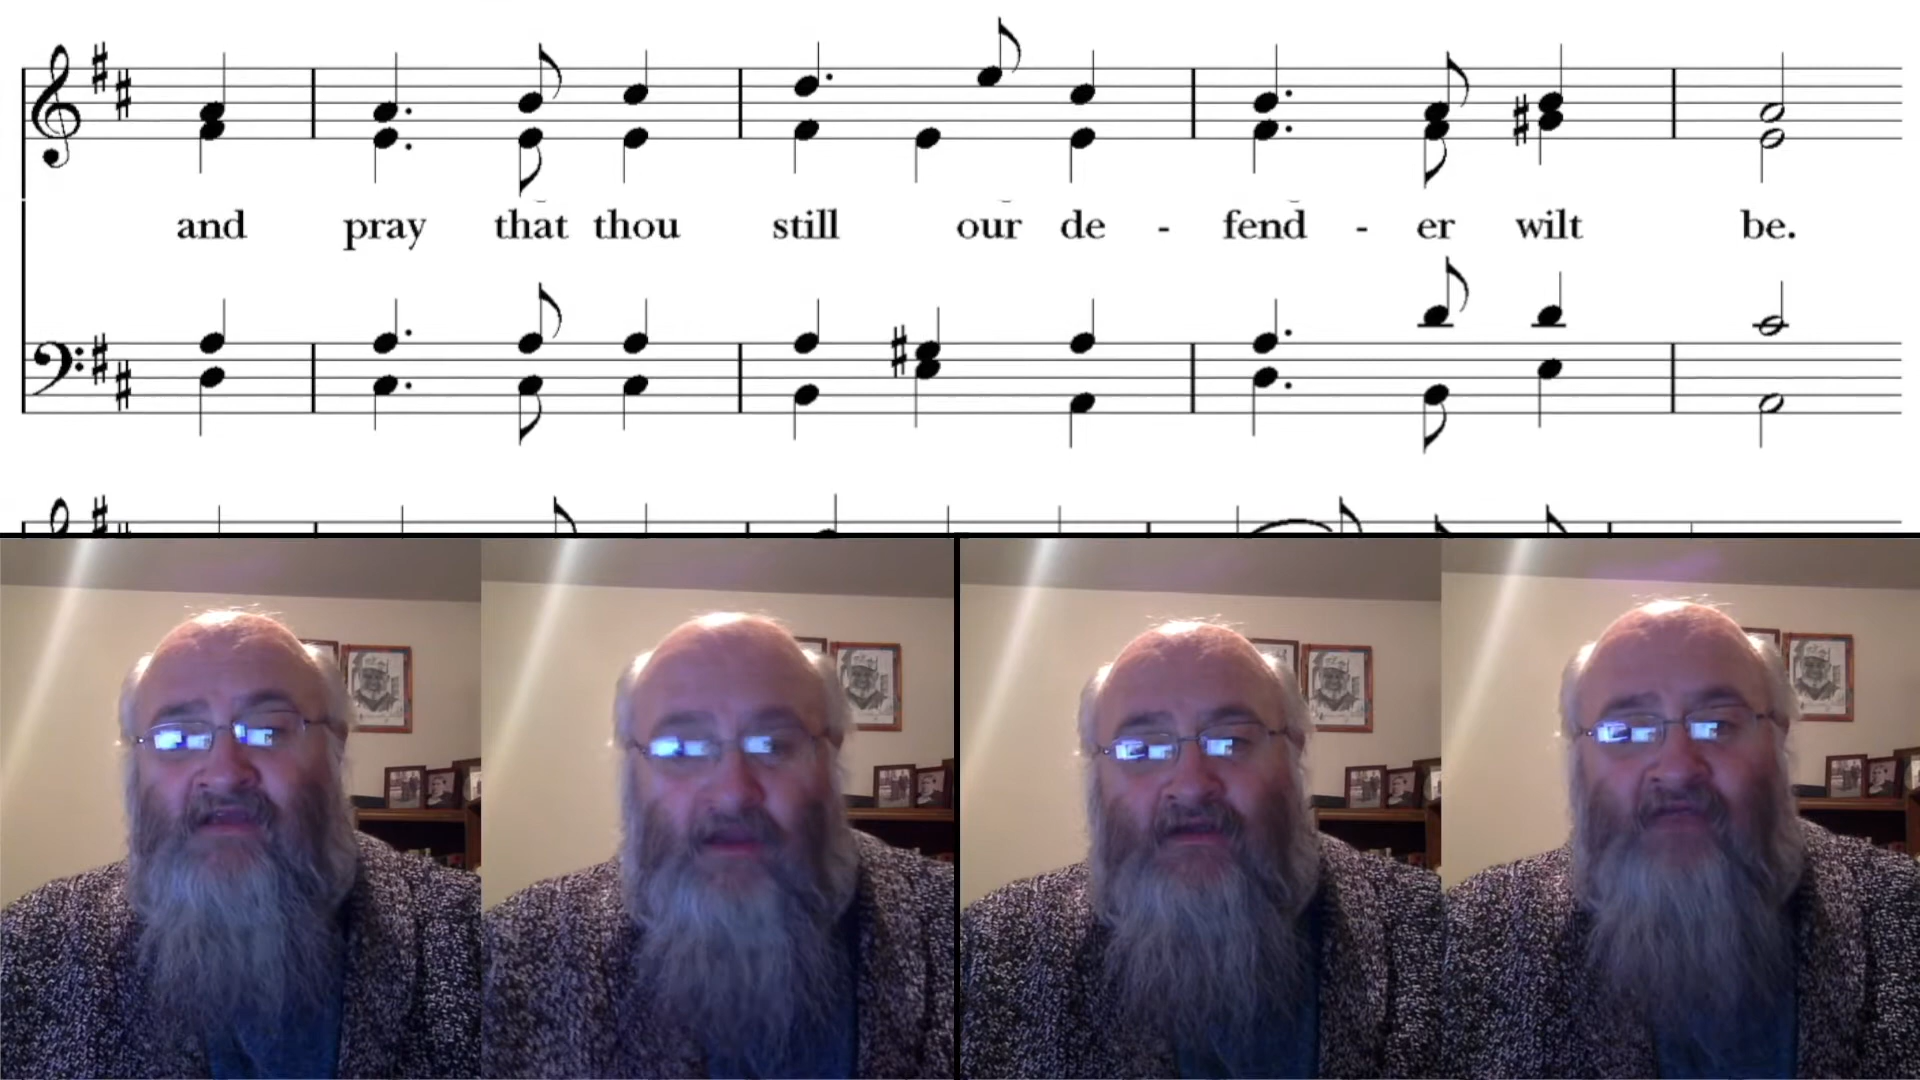 and pray that thou still our de - fend - er wilt be.